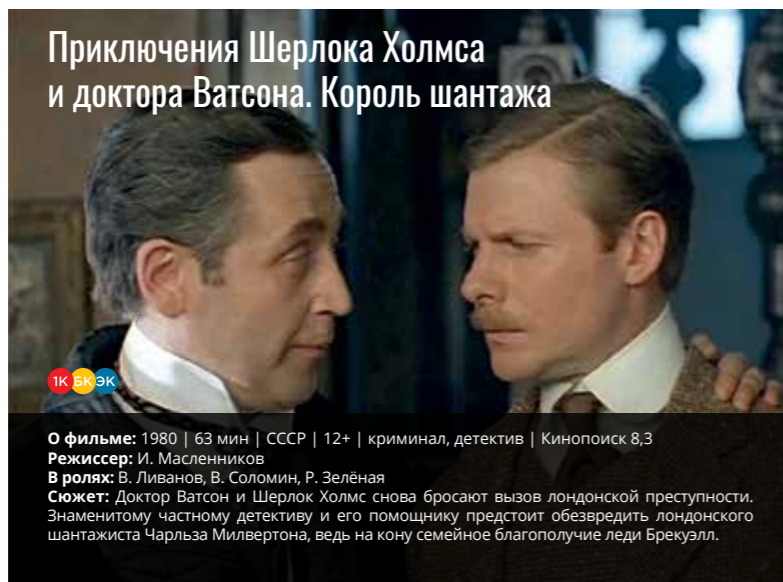 Приключения Шерлока Холмса
и доктора Ватсона. Король шантажа
1К БК ЭК
О фильме: 1980 | 63 мин | СССР | 12+ | криминал, детектив | Кинопоиск 8,3
Режиссер: И. Масленников
В ролях: В. Ливанов, В. Соломин, Р. Зелёная
Сюжет: Доктор Ватсон и Шерлок Холмс снова бросают вызов лондонской преступности.
Знаменитому частному детективу и его помощнику предстоит обезвредить лондонского
шантажиста Чарльза Милвертона, ведь на кону семейное благополучие леди Брекуэлл.